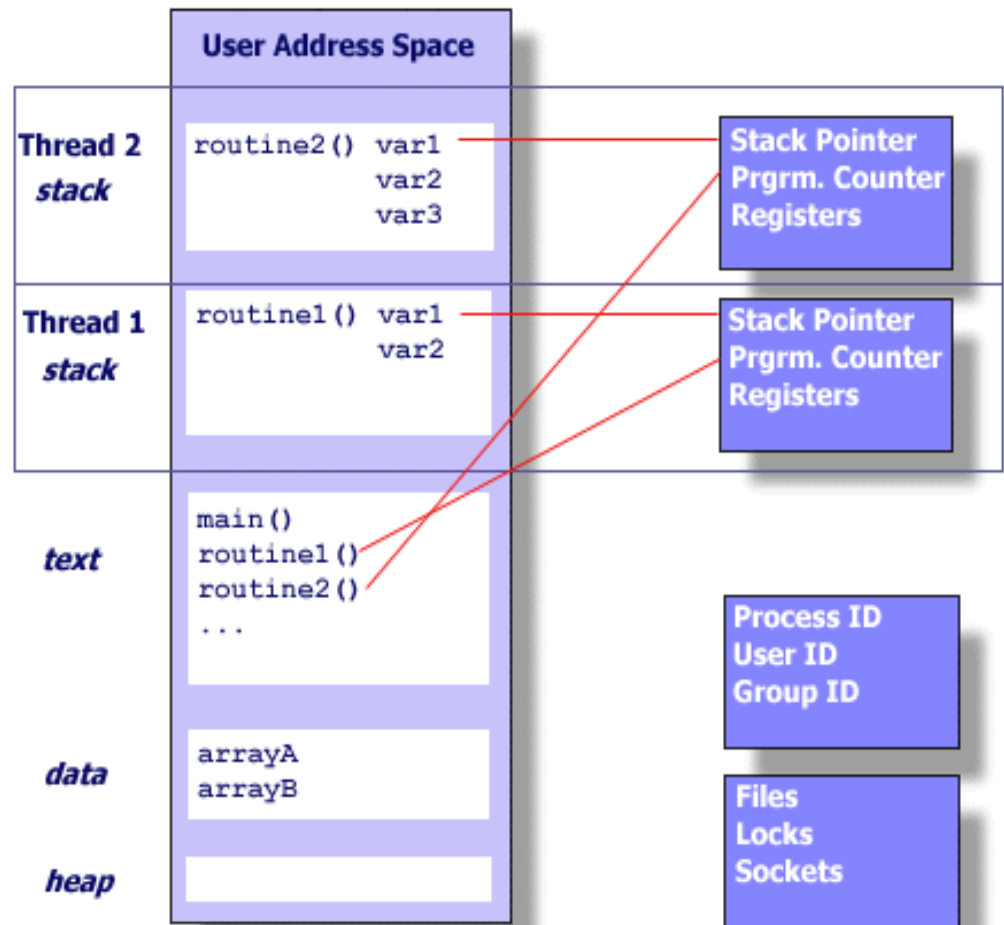 User Address Space
Thread 2
stack
routine2() var1
var2
var3
Stack Pointer
Prgrm. Counter
Registers
Thread 1
stack
routine1() var1
var2
Stack Pointer
Prgrm. Counter
Registers
text
main()
routine1()
routine2()
...
Process ID
User ID
Group ID
data
arrayA
arrayB
Files
Locks
Sockets
heap